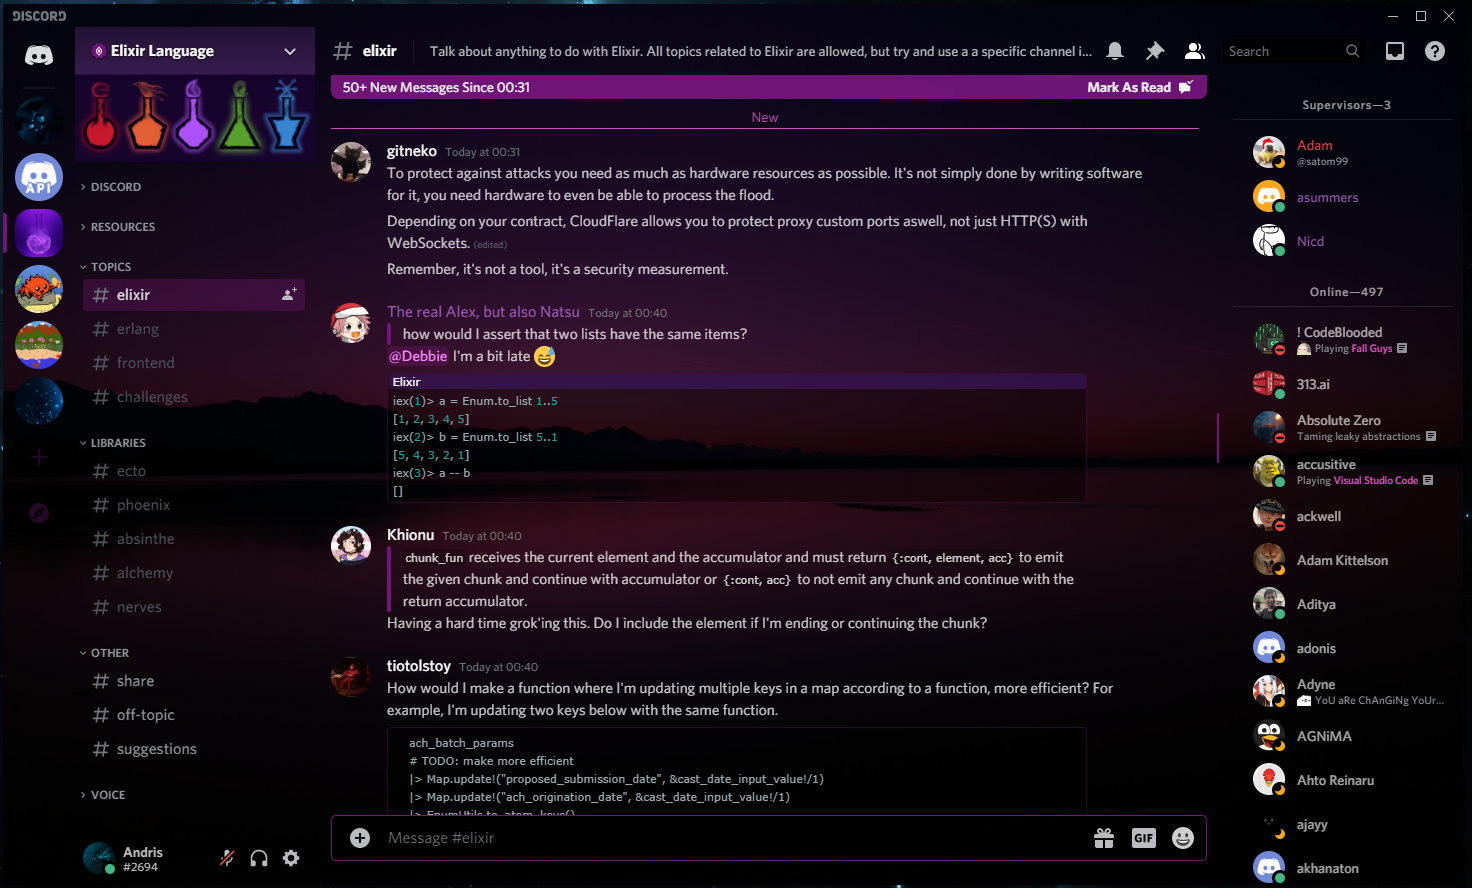 DISCORD
Elixir Language
# elixir
Talk about anything to do with Elixir. All topics related to Elixir are allowed, but try and use a a specific channel i...
Search
API
DISCORD
RESOURCES
TOPICS
# elixir
# erlang
# frontend
# challenges
LIBRARIES
# ecto
# phoenix
# absinthe
# alchemy
# nerves
OTHER
# share
# off-topic
# suggestions
VOICE
Andris
#2694
50+ New Messages Since 00:31
Mark As Read
New
gitneko Today at 00:31
To protect against attacks you need as much as hardware resources as possible. It's not simply done by writing software
for it, you need hardware to even be able to process the flood.
Depending on your contract, CloudFlare allows you to protect proxy custom ports aswell, not just HTTP(S) with
WebSockets. (edited)
Remember, it's not a tool, it's a security measurement.
The real Alex, but also Natsu Today at 00:40
how would I assert that two lists have the same items?
@Debbie I'm a bit late 😅
Elixir
iex(1)> a = Enum.to_list 1..5
[1, 2, 3, 4, 5]
iex(2)> b = Enum.to_list 5..1
[5, 4, 3, 2, 1]
iex(3)> a -- b
[]
Khionu Today at 00:40
chunk_fun receives the current element and the accumulator and must return {:cont, element, acc} to emit
the given chunk and continue with accumulator or {:cont, acc} to not emit any chunk and continue with the
return accumulator.
Having a hard time grok'ing this. Do I include the element if I'm ending or continuing the chunk?
tiotolstoy Today at 00:40
How would I make a function where I'm updating multiple keys in a map according to a function, more efficient? For
example, I'm updating two keys below with the same function.
ach_batch_params
# TODO: make more efficient
|> Map.update!("proposed_submission_date", &cast_date_input_value!/1)
|> Map.update!("ach_origination_date", &cast_date_input_value!/1)
|> EnumUtils.to_atom_keys()
Message #elixir
GIF
Supervisors—3
Adam
@satom99
asummers
Nicd
Online—497
! CodeBlooded
Playing Fall Guys
313.ai
Absolute Zero
Taming leaky abstractions
accusitive
Playing Visual Studio Code
ackwell
Adam Kittelson
Aditya
adonis
Adyne
YoU aRe ChAnGiNg YoUr...
AGNiMA
Ahto Reinaru
ajayy
akhanaton